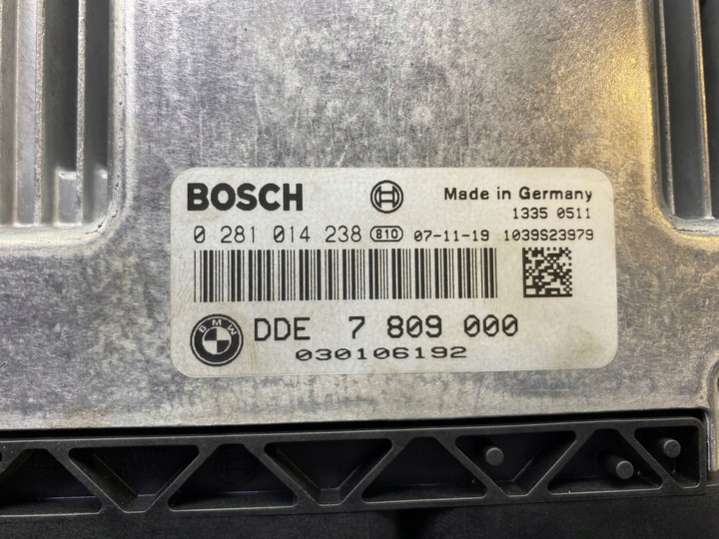 BOSCH Made in Germany
1335 0511
0 281 014 238 810 07-11-19 1039S23979
BMW DDE 7 809 000
030106192